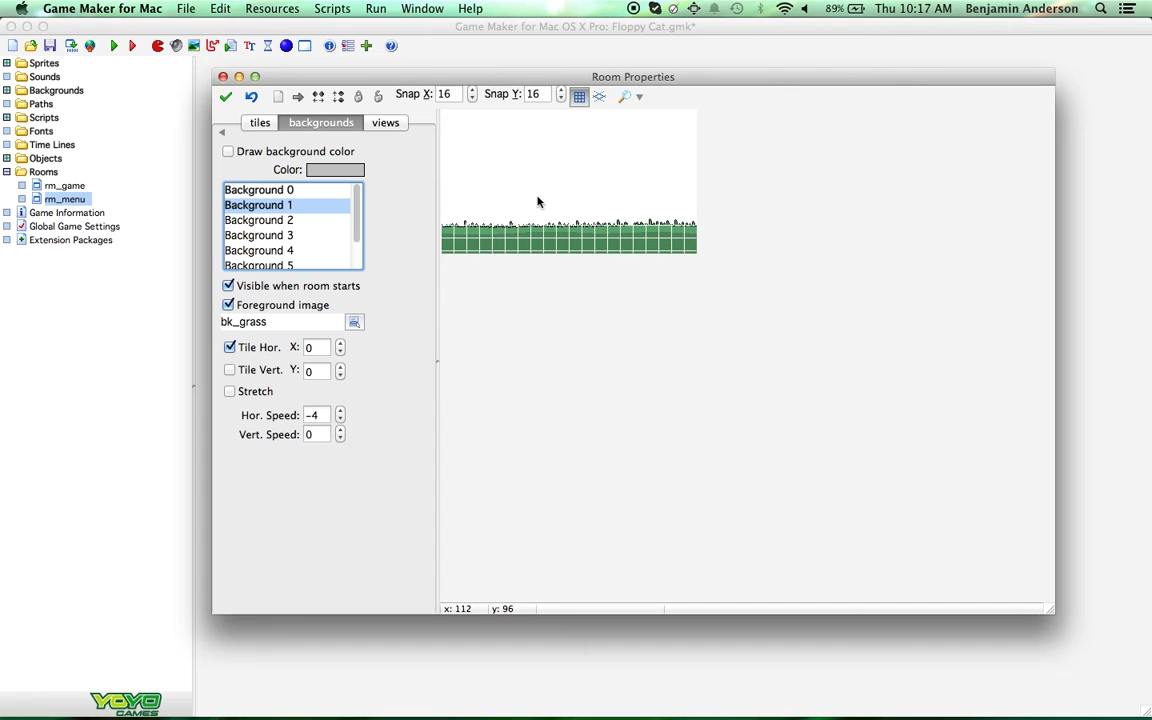 Game Maker for Mac File Edit Resources Scripts Run Window Help 89% Thu 10:17 AM Benjamin Anderson
Game Maker for Mac OS X Pro: Floppy Cat.gmk*
Sprites
Sounds
Backgrounds
Paths
Scripts
Fonts
Time Lines
Objects
Rooms
rm_game
rm_menu
Game Information
Global Game Settings
Extension Packages
Room Properties
Snap X: 16 Snap Y: 16
tiles backgrounds views
Draw background color
Color:
Background 0
Background 1
Background 2
Background 3
Background 4
Background 5
Visible when room starts
Foreground image
bk_grass
Tile Hor. X: 0
Tile Vert. Y: 0
Stretch
Hor. Speed: -4
Vert. Speed: 0
x: 112 y: 96
YOYO
GAMES